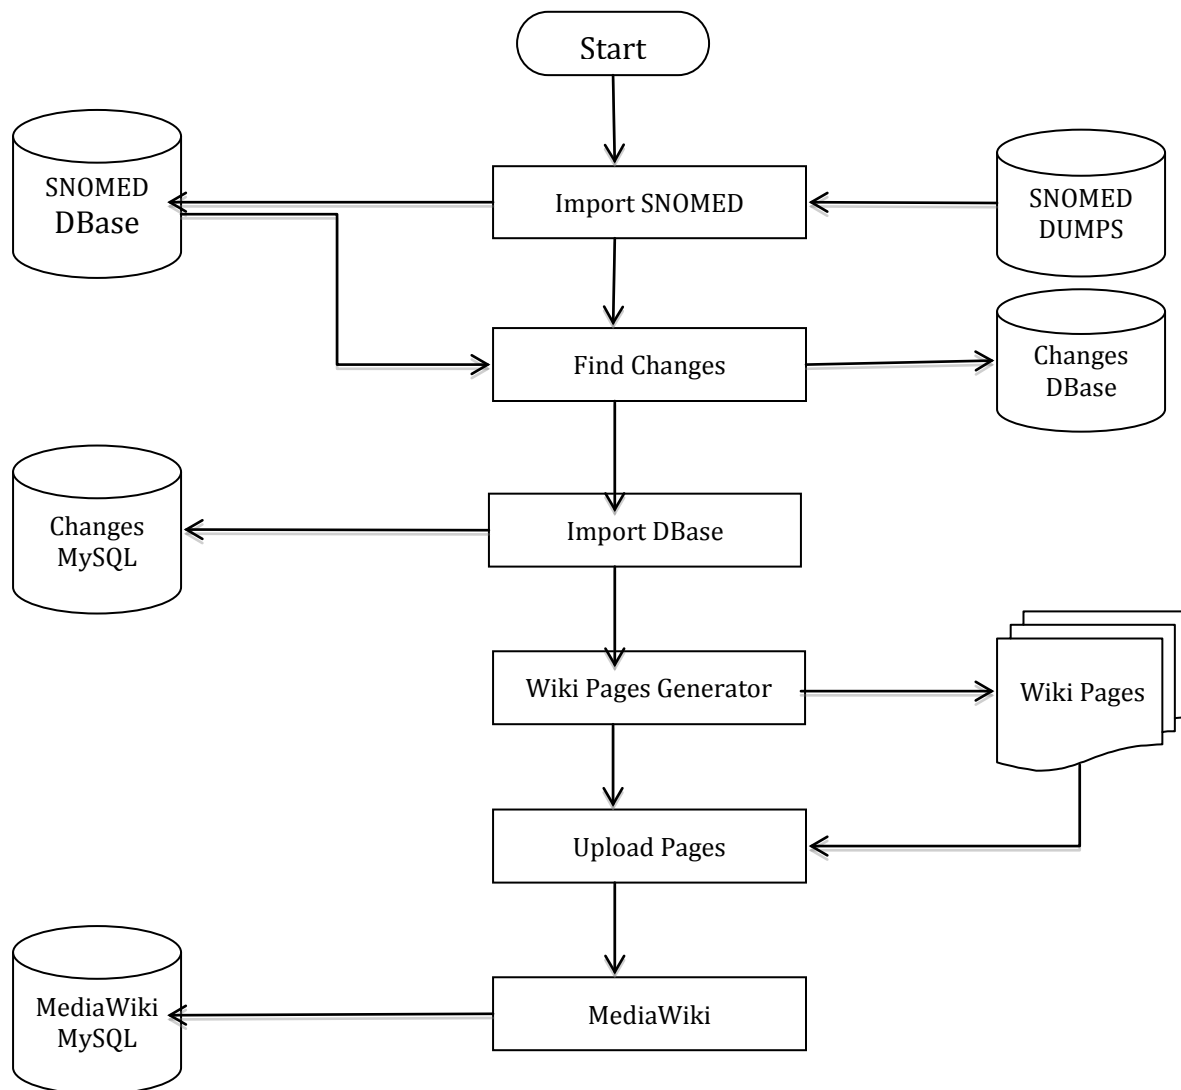 Start
SNOMED
DBase
Import SNOMED
SNOMED
DUMPS
Find Changes
Changes
DBase
Changes
MySQL
Import DBase
Wiki Pages Generator
Wiki Pages
Upload Pages
MediaWiki
MySQL
MediaWiki